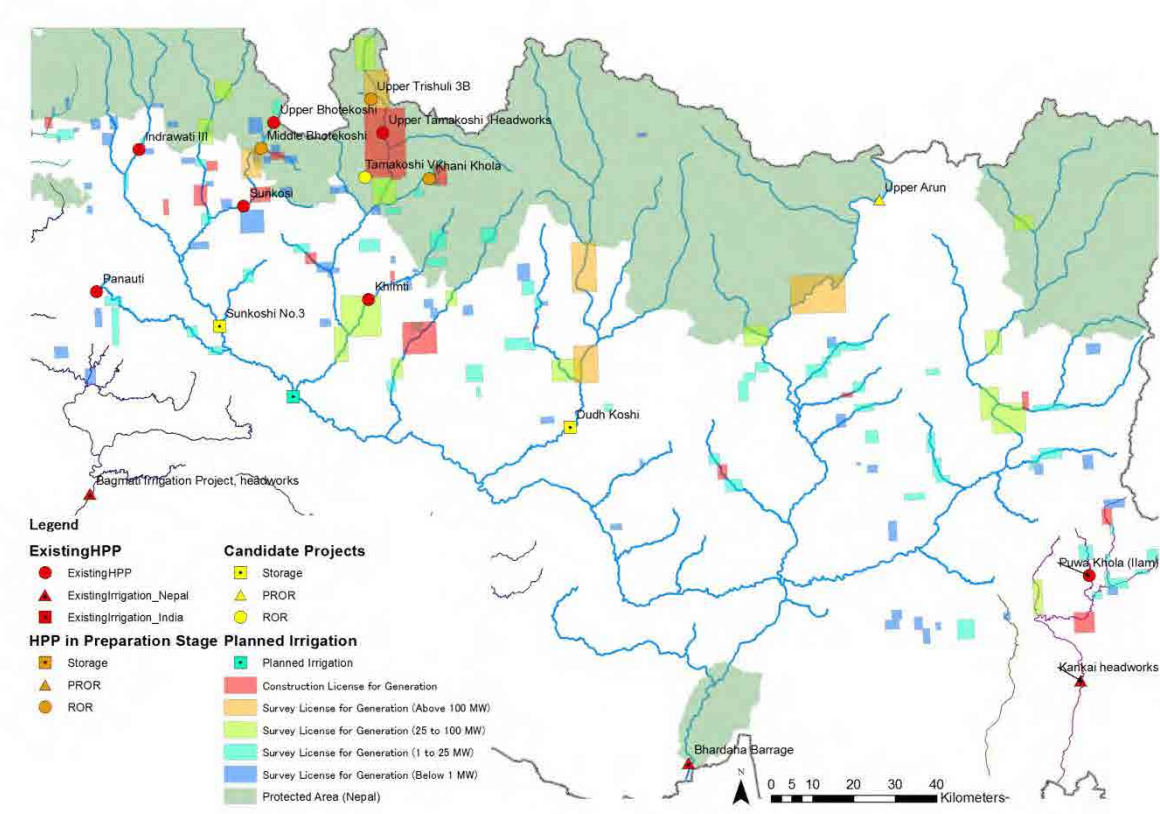 Upper Trishuli 3B
Upper Bhotekoshi
Upper Tamakoshi Headworks
Indrawati III
Middle Bhotekoshi
Tamakoshi V
Khani Khola
Sunkosi
Upper Arun
Panauti
Khimti
Sunkoshi No.3
Dudh Koshi
Bagmati Irrigation Project, headworks
Puwa Khola (Ilam)
Kankai headworks
Bhardaha Barrage
Legend
ExistingHPP
ExistingHPP
ExistingIrrigation_Nepal
ExistingIrrigation_India
HPP in Preparation Stage
Storage
PROR
ROR
Candidate Projects
Storage
PROR
ROR
Planned Irrigation
Planned Irrigation
Construction License for Generation
Survey License for Generation (Above 100 MW)
Survey License for Generation (25 to 100 MW)
Survey License for Generation (1 to 25 MW)
Survey License for Generation (Below 1 MW)
Protected Area (Nepal)
N
0 5 10 20 30 40
Kilometers